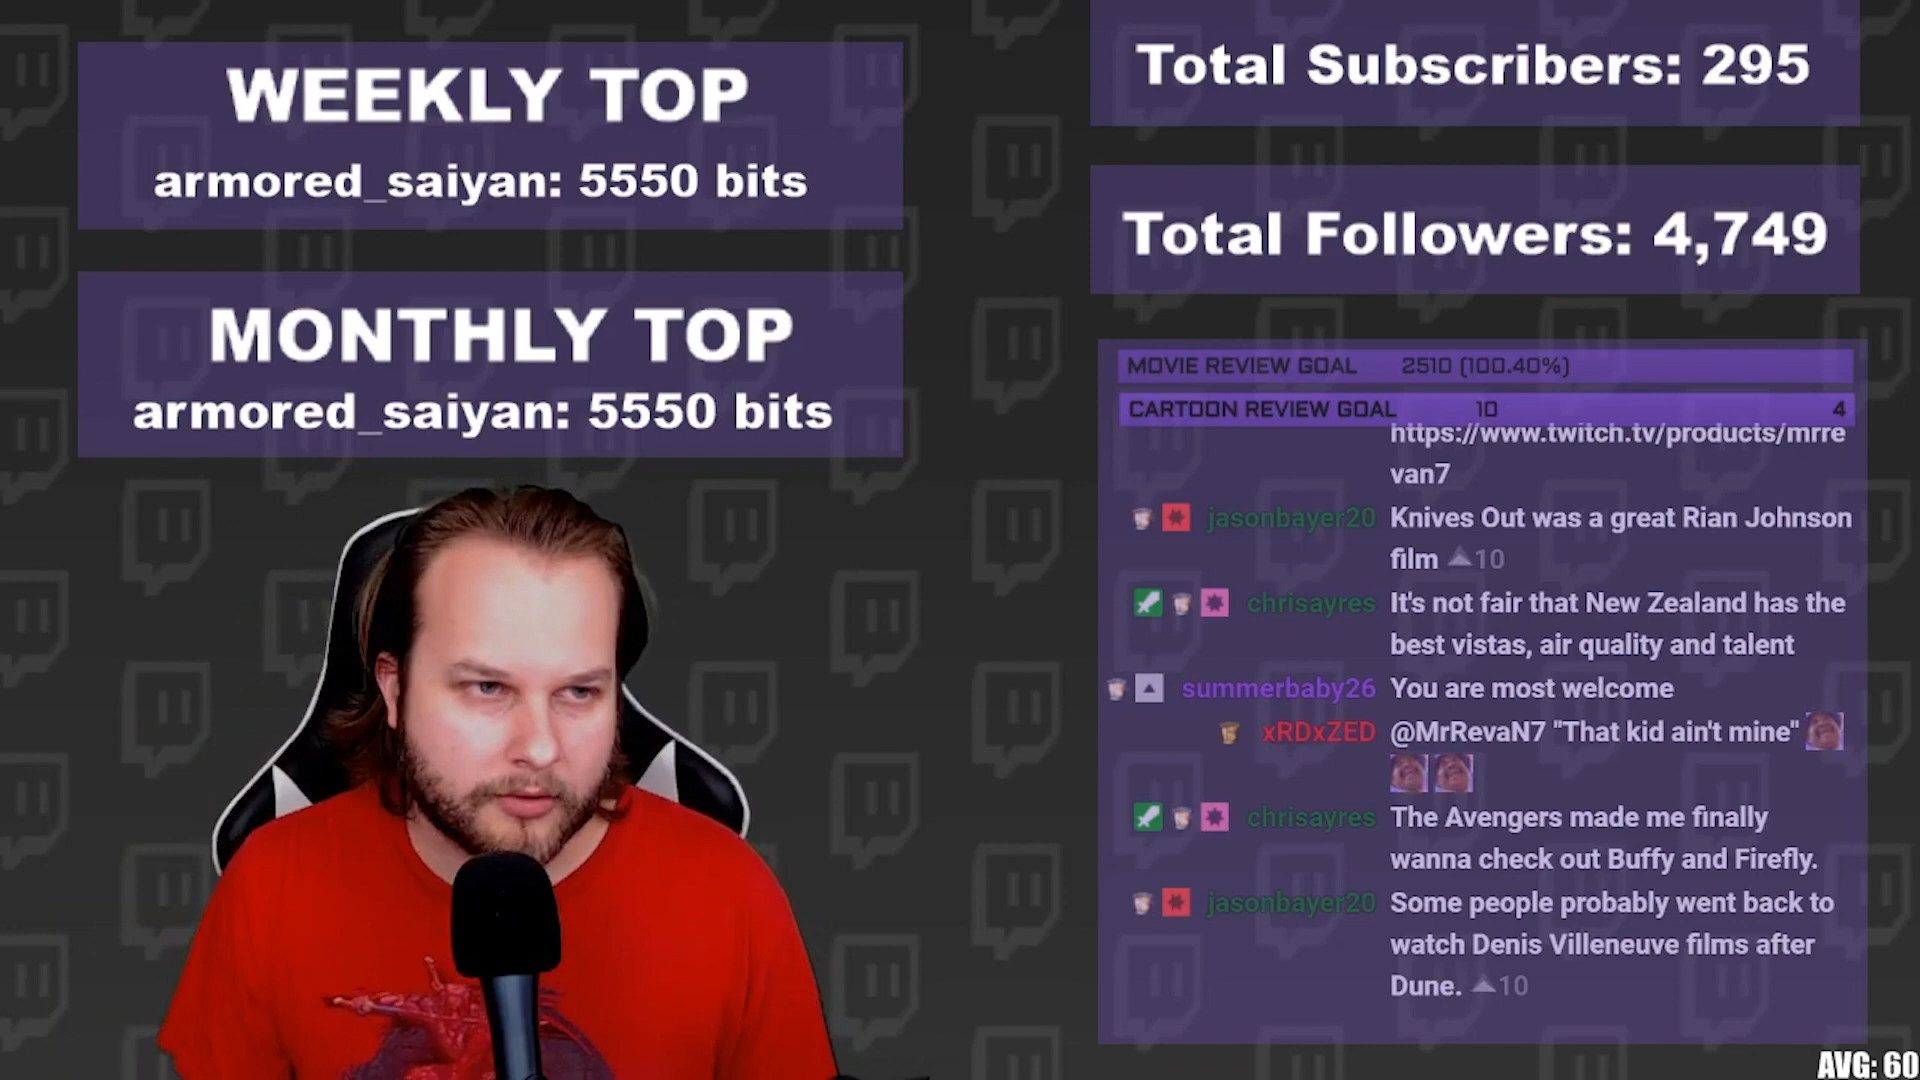 WEEKLY TOP
armored_saiyan: 5550 bits
MONTHLY TOP
armored_saiyan: 5550 bits
Total Subscribers: 295
Total Followers: 4,749
MOVIE REVIEW GOAL 2510 (100.40%)
CARTOON REVIEW GOAL 10 4
https://www.twitch.tv/products/mrre
van7
jasonbayer20 Knives Out was a great Rian Johnson
film 10
chrisayres It's not fair that New Zealand has the
best vistas, air quality and talent
summerbaby26 You are most welcome
xRDxZED @MrRevaN7 "That kid ain't mine"
chrisayres The Avengers made me finally
wanna check out Buffy and Firefly.
jasonbayer20 Some people probably went back to
watch Denis Villeneuve films after
Dune. 10
AVG: 60